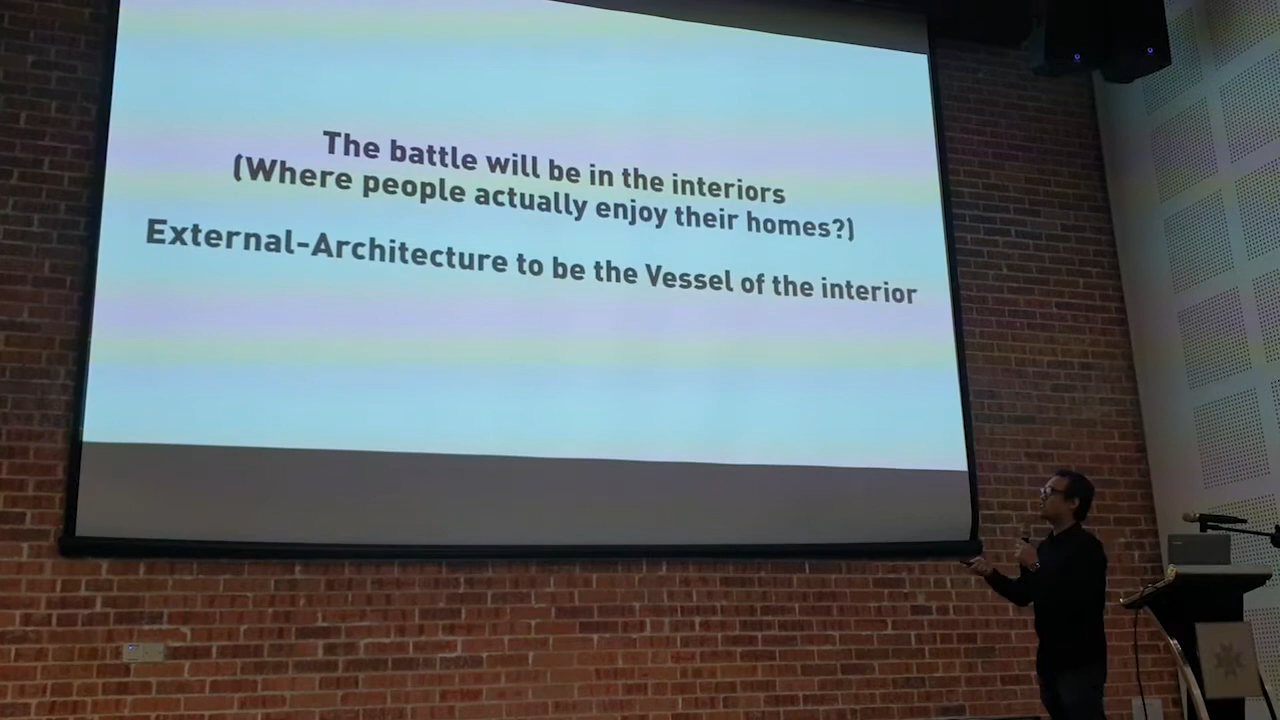 The battle will be in the interiors
(Where people actually enjoy their homes?)
External-Architecture to be the Vessel of the interior